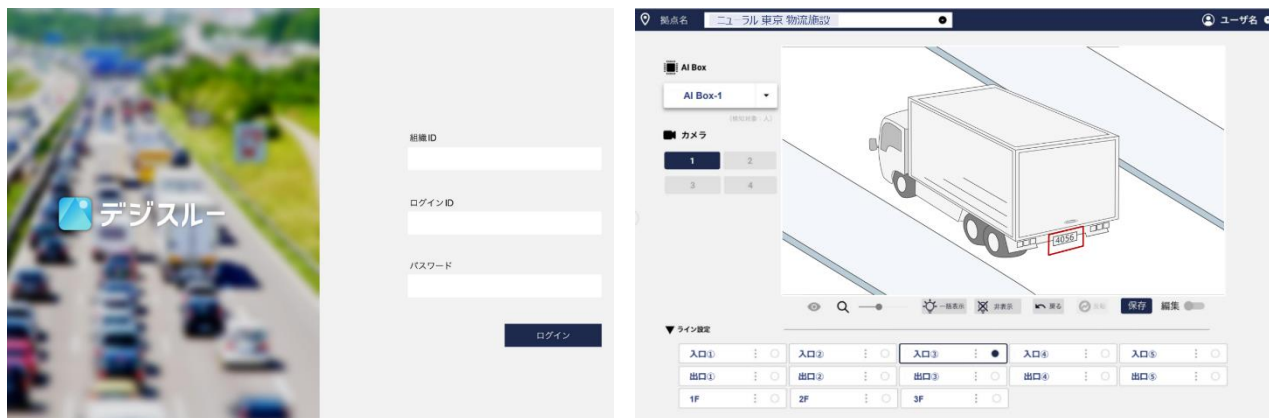 デジスルー
組織ID
ログインID
パスワード
ログイン
拠点名
ニューラル 東京 物流施設
ユーザ名
AI Box
AI Box-1
(検知対象:人)
カメラ
1
2
3
4
4056
一括表示
非表示
戻る
保存
編集
ライン設定
入口①
入口②
入口③
入口④
入口⑤
出口①
出口②
出口③
出口④
出口⑤
1F
2F
3F